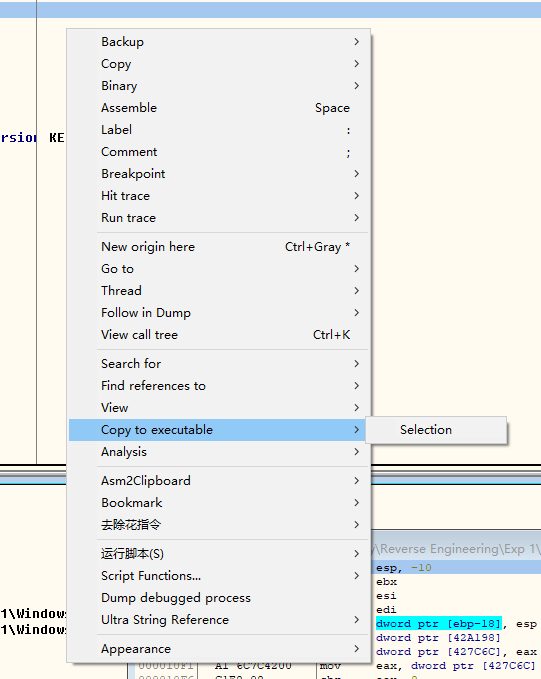 Backup
Copy
Binary
Assemble Space
Label :
Comment ;
Breakpoint
Hit trace
Run trace
New origin here Ctrl+Gray *
Go to
Thread
Follow in Dump
View call tree Ctrl+K
Search for
Find references to
View
Copy to executable
Selection
Analysis
Asm2Clipboard
Bookmark
去除花指令
运行脚本(S)
Script Functions...
Dump debugged process
Ultra String Reference
Appearance
rsion KE
\Reverse Engineering\Exp 1\
1\Windows
1\Windows
esp, -10
ebx
esi
edi
dword ptr [ebp-18], esp
dword ptr [42A198]
dword ptr [427C6C], eax
000010F1 A1 6C7C4200 mov eax, dword ptr [427C6C]